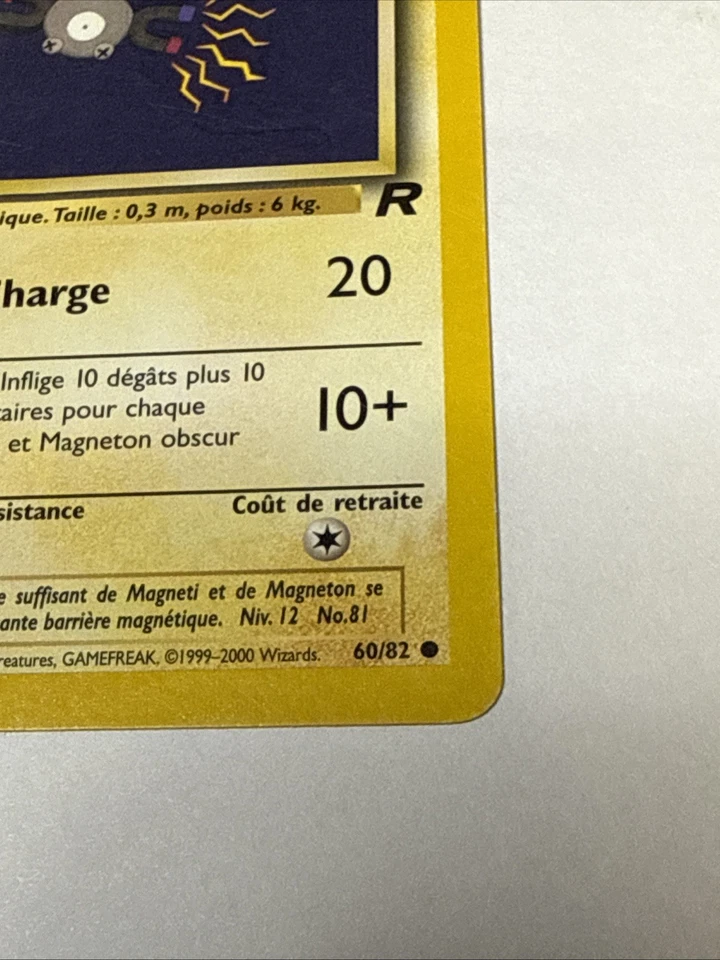 ique. Taille : 0,3 m, poids : 6 kg.
R
harge 20
Inflige 10 dégâts plus 10
aires pour chaque
et Magneton obscur
10+
sistance Coût de retraite
e suffisant de Magneti et de Magneton se
ante barrière magnétique. Niv. 12 No.81
reatures, GAMEFREAK, ©1999–2000 Wizards. 60/82